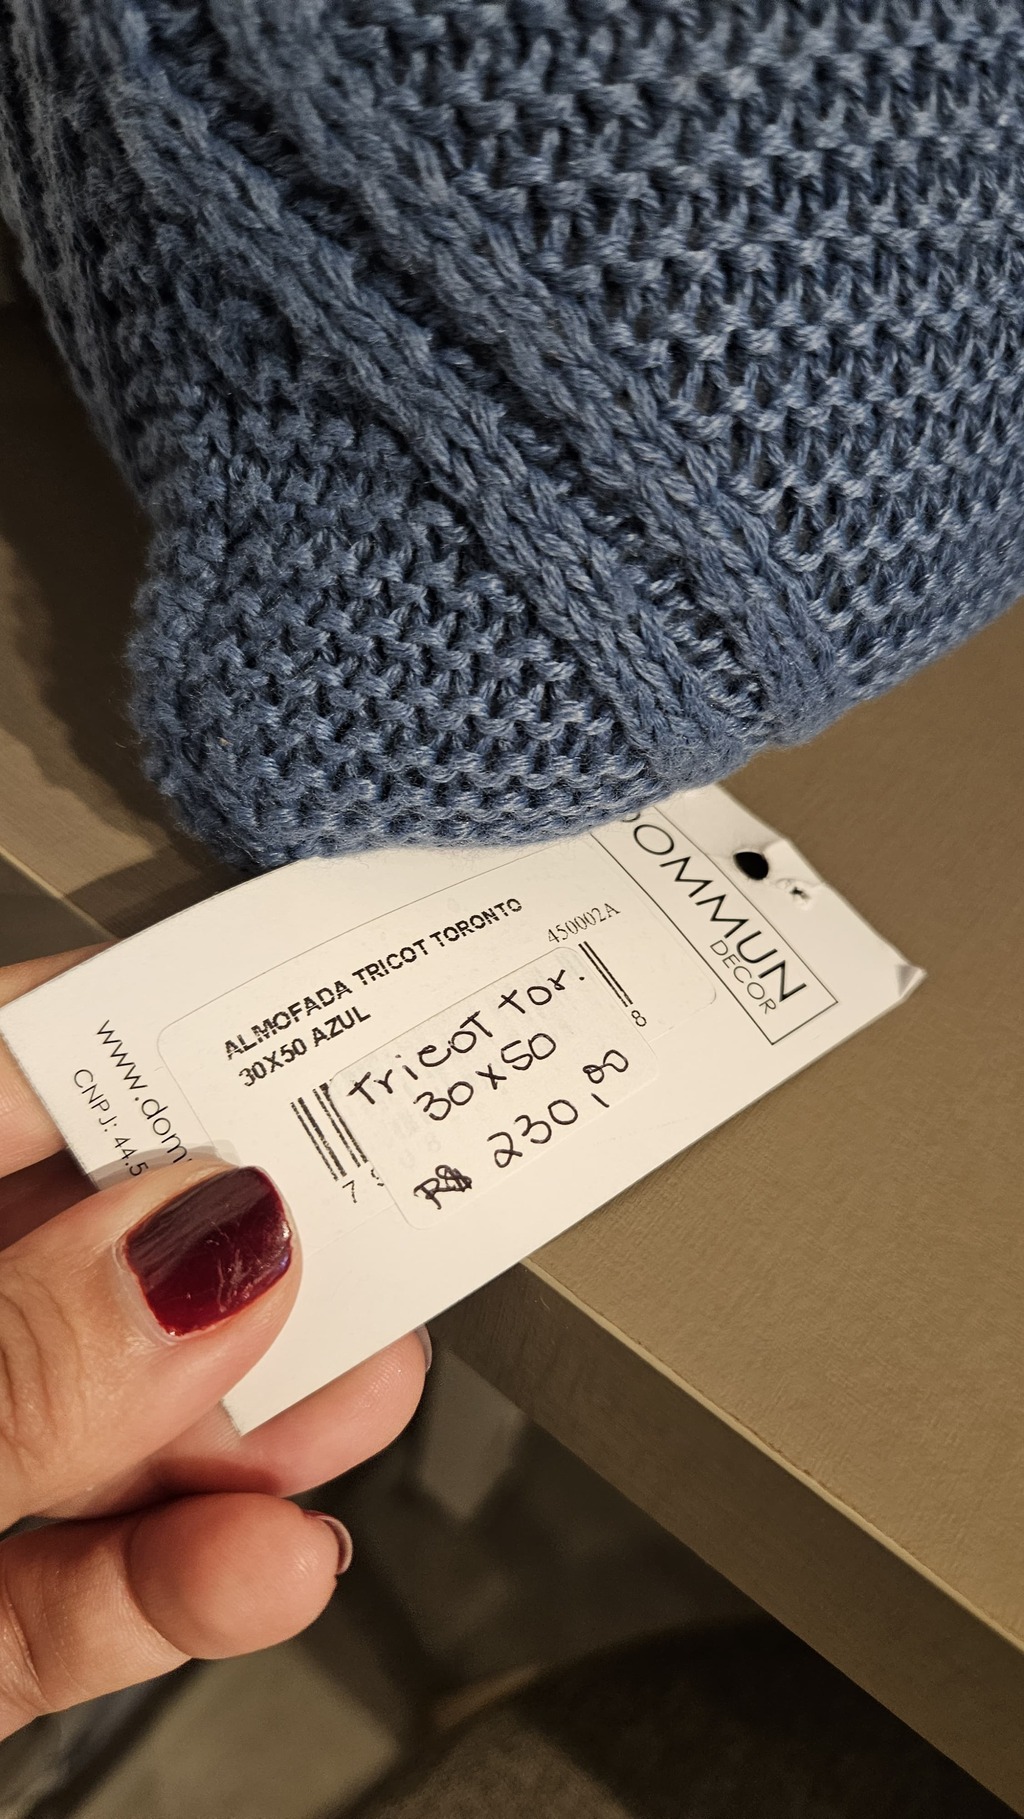 OMMUN
DECOR
ALMOFADA TRICOT TORONTO
30X50 AZUL
450002A
Tricot tor.
30x50
R$ 230,00
7
8
www.dom
CNPJ: 44.5